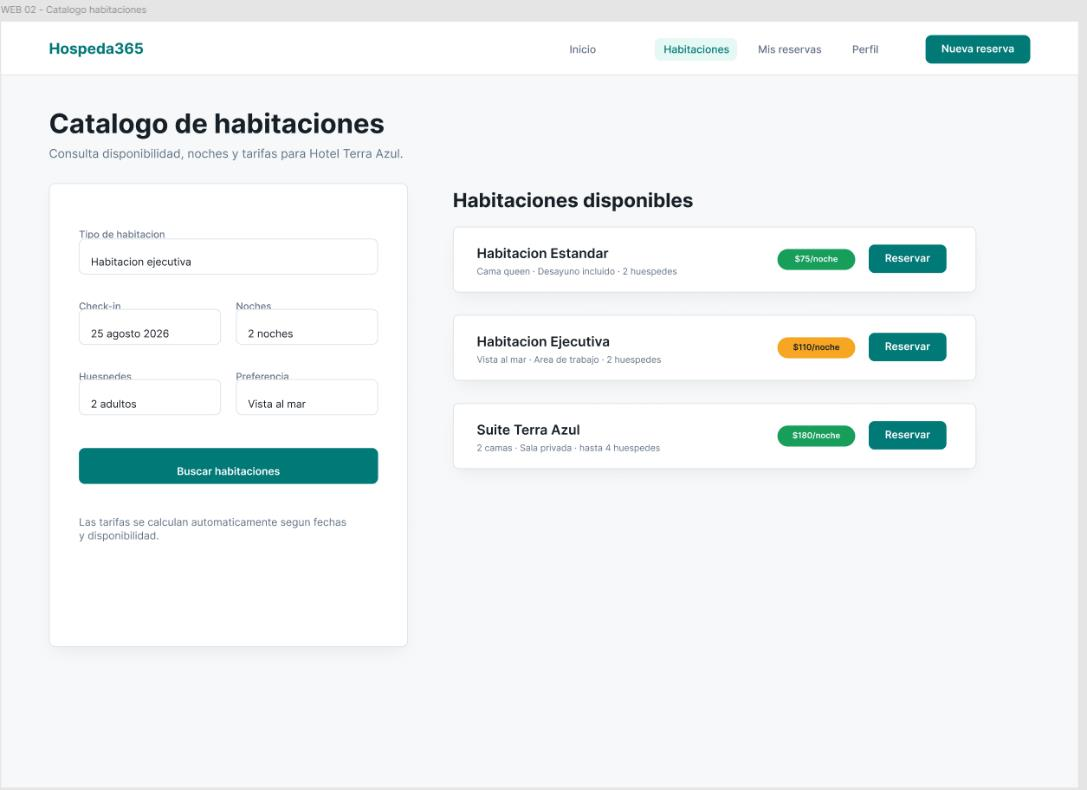 WEB 02 - Catalogo habitaciones
Hospeda365
Inicio
Habitaciones
Mis reservas
Perfil
Nueva reserva
Catalogo de habitaciones
Consulta disponibilidad, noches y tarifas para Hotel Terra Azul.
Tipo de habitacion
Habitacion ejecutiva
Check-in
Noches
25 agosto 2026
2 noches
Huespedes
Preferencia
2 adultos
Vista al mar
Buscar habitaciones
Las tarifas se calculan automaticamente segun fechas
y disponibilidad.
Habitaciones disponibles
Habitacion Estandar
Cama queen · Desayuno incluido · 2 huespedes
$75/noche
Reservar
Habitacion Ejecutiva
Vista al mar · Area de trabajo · 2 huespedes
$110/noche
Reservar
Suite Terra Azul
2 camas · Sala privada · hasta 4 huespedes
$180/noche
Reservar